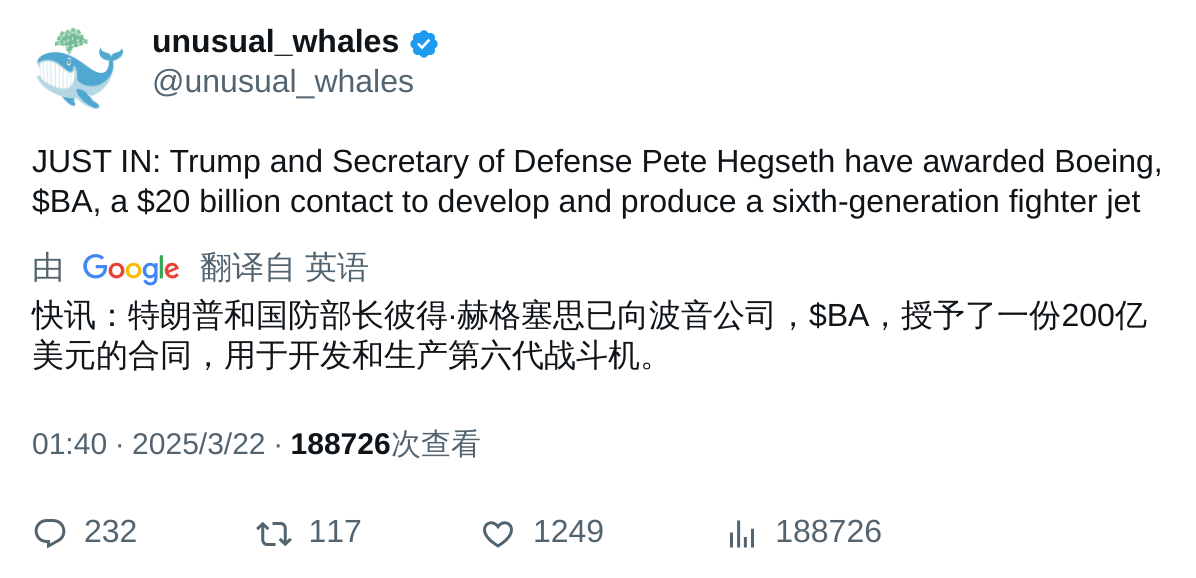 unusual_whales
@unusual_whales
JUST IN: Trump and Secretary of Defense Pete Hegseth have awarded Boeing,
$BA, a $20 billion contact to develop and produce a sixth-generation fighter jet
由 Google 翻译自 英语
快讯：特朗普和国防部长彼得·赫格塞思已向波音公司，$BA，授予了一份200亿
美元的合同，用于开发和生产第六代战斗机。
01:40 · 2025/3/22 · 188726次查看
232 117 1249 188726